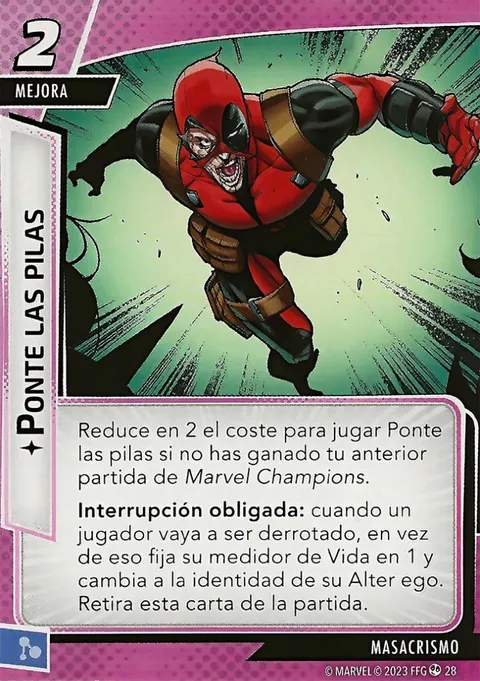 2
MEJORA
PONTE LAS PILAS
Reduce en 2 el coste para jugar Ponte
las pilas si no has ganado tu anterior
partida de Marvel Champions.
Interrupción obligada: cuando un
jugador vaya a ser derrotado, en vez
de eso fija su medidor de Vida en 1 y
cambia a la identidad de su Alter ego.
Retira esta carta de la partida.
MASACRISMO
© MARVEL © 2023 FFG 28